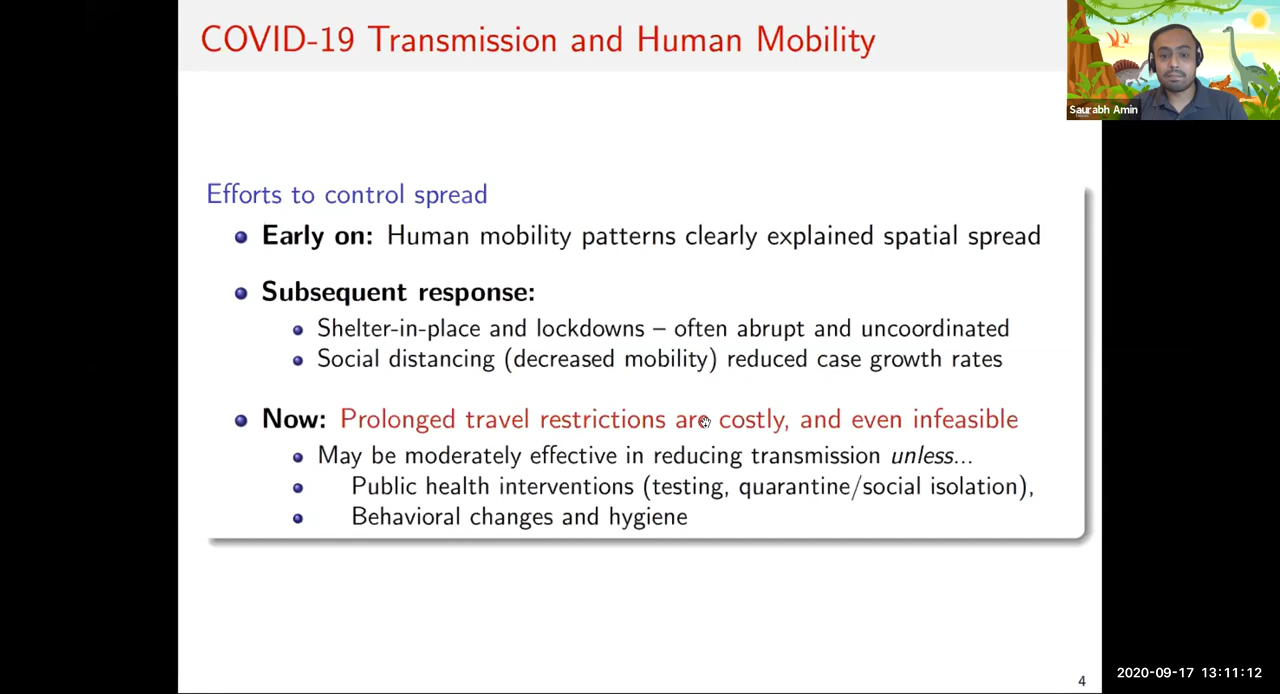 COVID-19 Transmission and Human Mobility
Saurabh Amin
Efforts to control spread
Early on: Human mobility patterns clearly explained spatial spread
Subsequent response:
Shelter-in-place and lockdowns – often abrupt and uncoordinated
Social distancing (decreased mobility) reduced case growth rates
Now: Prolonged travel restrictions are costly, and even infeasible
May be moderately effective in reducing transmission unless...
Public health interventions (testing, quarantine/social isolation),
Behavioral changes and hygiene
4
2020-09-17 13:11:12